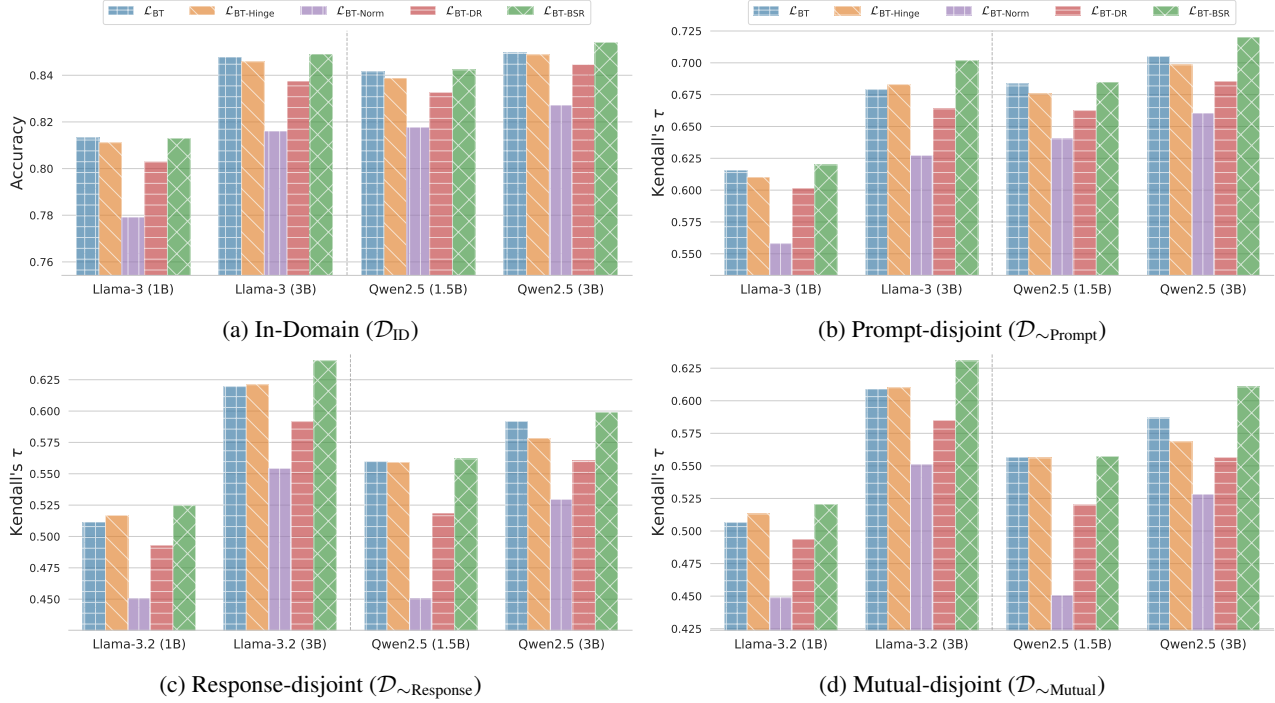 L_BT L_BT-Hinge L_BT-Norm L_BT-DR L_BT-BSR
Accuracy
0.84
0.82
0.80
0.78
0.76
Llama-3 (1B) Llama-3 (3B) Qwen2.5 (1.5B) Qwen2.5 (3B)
(a) In-Domain (D_ID)
L_BT L_BT-Hinge L_BT-Norm L_BT-DR L_BT-BSR
Kendall's τ
0.725
0.700
0.675
0.650
0.625
0.600
0.575
0.550
Llama-3 (1B) Llama-3 (3B) Qwen2.5 (1.5B) Qwen2.5 (3B)
(b) Prompt-disjoint (D_∼Prompt)
Kendall's τ
0.625
0.600
0.575
0.550
0.525
0.500
0.475
0.450
Llama-3.2 (1B) Llama-3.2 (3B) Qwen2.5 (1.5B) Qwen2.5 (3B)
(c) Response-disjoint (D_∼Response)
Kendall's τ
0.625
0.600
0.575
0.550
0.525
0.500
0.475
0.450
0.425
Llama-3.2 (1B) Llama-3.2 (3B) Qwen2.5 (1.5B) Qwen2.5 (3B)
(d) Mutual-disjoint (D_∼Mutual)